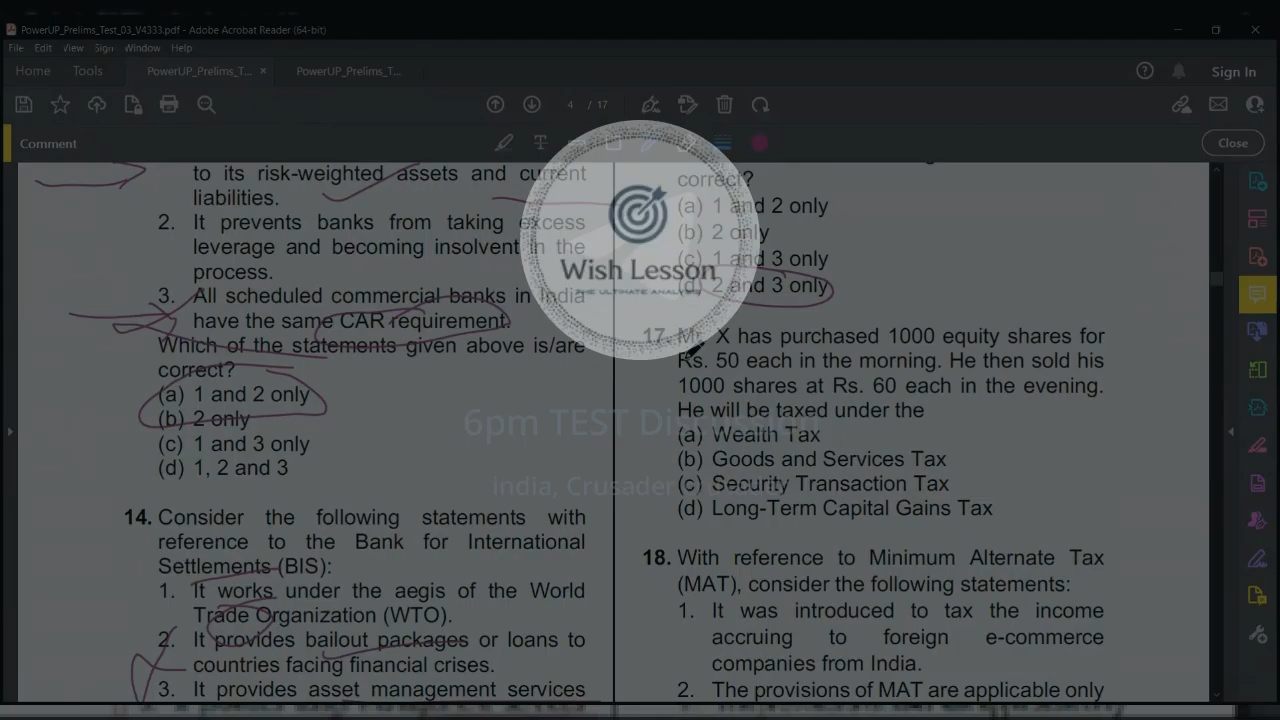 PowerUP_Prelims_Test_03_V4333.pdf - Adobe Acrobat Reader (64-bit)
File Edit View Sign Window Help
Home Tools PowerUP_Prelims_T... × PowerUP_Prelims_T... Sign In
4 / 17
Comment Close
to its risk-weighted assets and current
liabilities.
2. It prevents banks from taking excess
leverage and becoming insolvent in the
process.
3. All scheduled commercial banks in India
have the same CAR requirement.
Which of the statements given above is/are
correct?
(a) 1 and 2 only
(b) 2 only
(c) 1 and 3 only
(d) 1, 2 and 3
14. Consider the following statements with
reference to the Bank for International
Settlements (BIS):
1. It works under the aegis of the World
Trade Organization (WTO).
2. It provides bailout packages or loans to
countries facing financial crises.
3. It provides asset management services
correct?
(a) 1 and 2 only
(b) 2 only
(c) 1 and 3 only
(d) 2 and 3 only
17. Mr. X has purchased 1000 equity shares for
Rs. 50 each in the morning. He then sold his
1000 shares at Rs. 60 each in the evening.
He will be taxed under the
(a) Wealth Tax
(b) Goods and Services Tax
(c) Security Transaction Tax
(d) Long-Term Capital Gains Tax
18. With reference to Minimum Alternate Tax
(MAT), consider the following statements:
1. It was introduced to tax the income
accruing to foreign e-commerce
companies from India.
2. The provisions of MAT are applicable only
Wish Lesson
THE ULTIMATE ANALYSIS
6pm TEST Discussion
India, Crusader